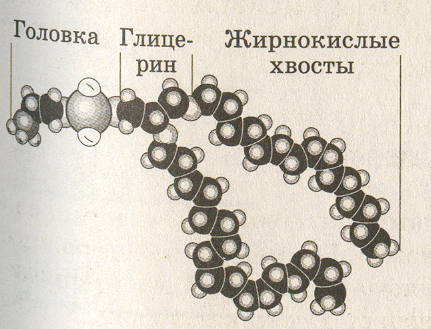 Головка
Глице-
рин
Жирнокислые
хвосты